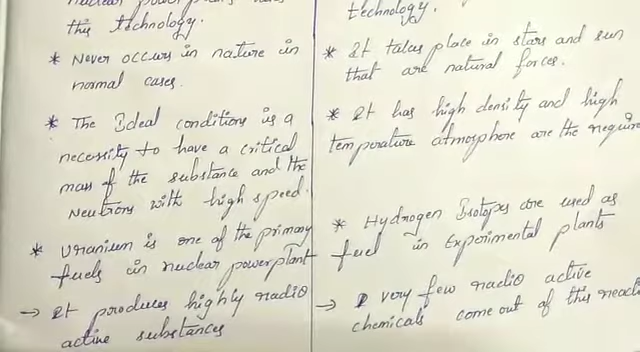 this technology.
* Never occurs in nature in
normal cases.
* The Ideal conditions is a
necessity to have a critical
mass of the substance and the
Neutrons with high speed.
* Uranium is one of the primary
fuels in nuclear powerplant
→ It produces highly radio
active substances
technology.
* It takes place in stars and sun
that are natural forces.
* It has high density and high
temperature atmosphere are the
* Hydrogen Isotopes are used as
fuel in Experimental plants
→ very few radio active
chemicals come out of this